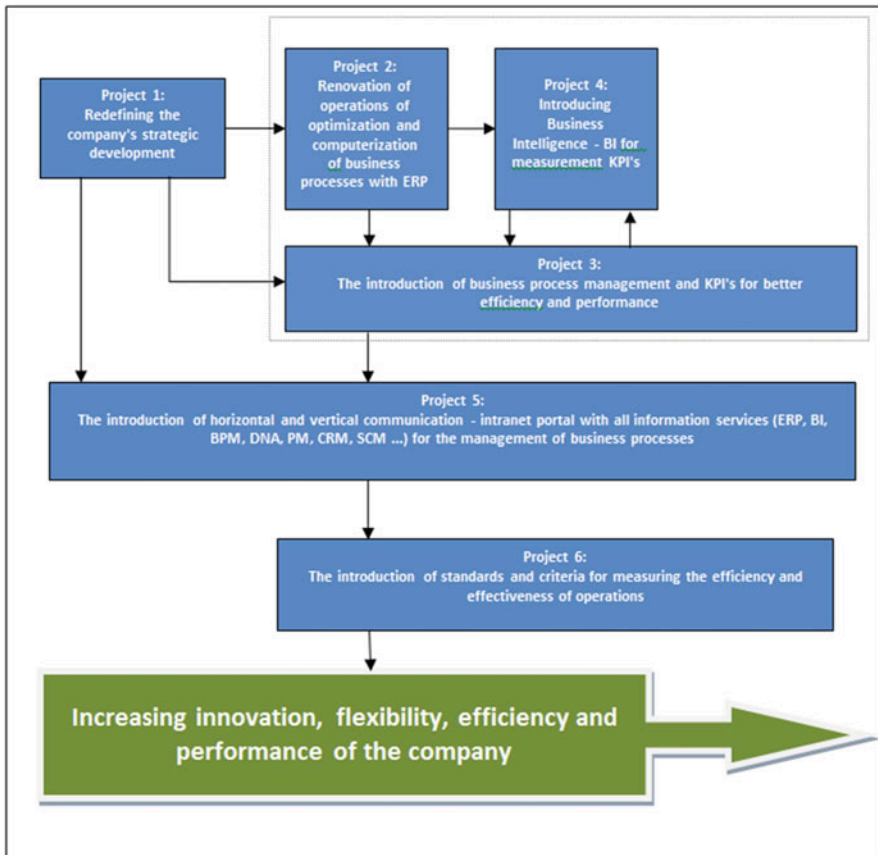 Project 1:
Redefining the
company's strategic
development
Project 2:
Renovation of
operations of
optimization and
computerization
of business
processes with ERP
Project 4:
Introducing
Business
Intelligence - BI for
measurement KPI's
Project 3:
The introduction of business process management and KPI's for better
efficiency and performance
Project 5:
The introduction of horizontal and vertical communication - intranet portal with all information services (ERP, BI,
BPM, DNA, PM, CRM, SCM ...) for the management of business processes
Project 6:
The introduction of standards and criteria for measuring the efficiency and
effectiveness of operations
Increasing innovation, flexibility, efficiency and
performance of the company